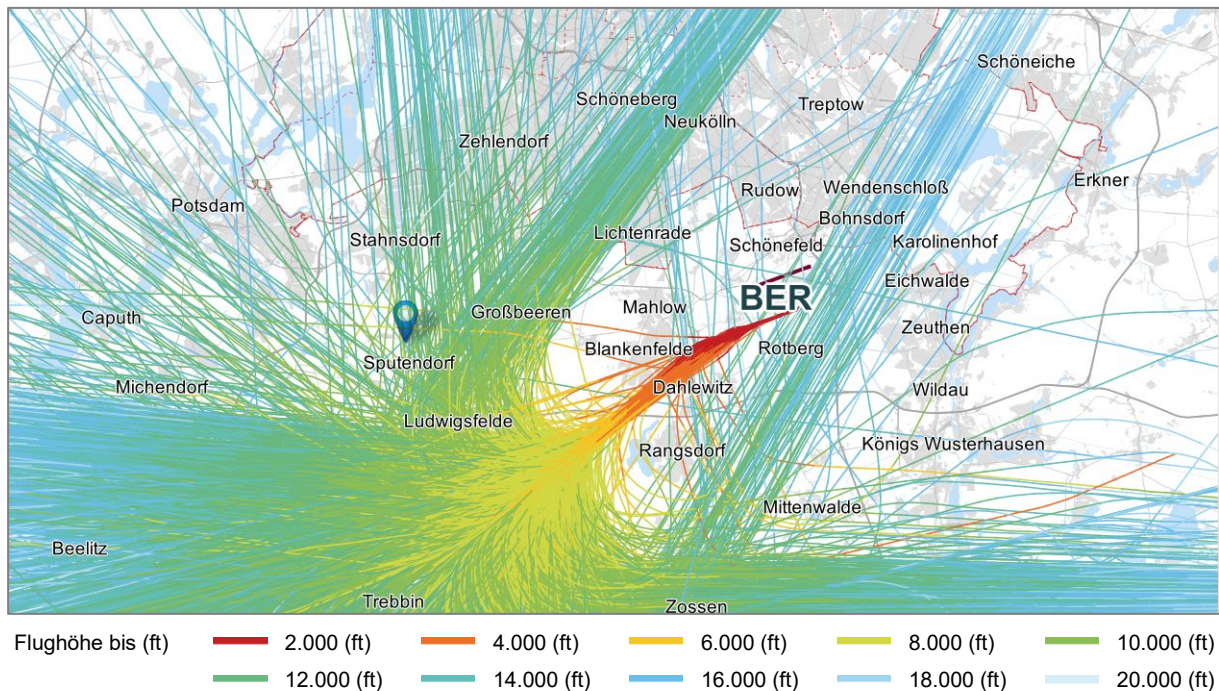 Schöneiche
Schöneberg
Treptow
Neukölln
Zehlendorf
Erkner
Rudow
Wendenschloß
Potsdam
Bohnsdorf
Stahnsdorf
Lichtenrade
Schönefeld
Karolinenhof
Eichwalde
BER
Mahlow
Großbeeren
Caputh
Zeuthen
Blankenfelde
Rotberg
Sputendorf
Michendorf
Dahlewitz
Wildau
Ludwigsfelde
Rangsdorf
Königs Wusterhausen
Mittenwalde
Beelitz
Trebbin
Zossen
Flughöhe bis (ft)
2.000 (ft)
4.000 (ft)
6.000 (ft)
8.000 (ft)
10.000 (ft)
12.000 (ft)
14.000 (ft)
16.000 (ft)
18.000 (ft)
20.000 (ft)